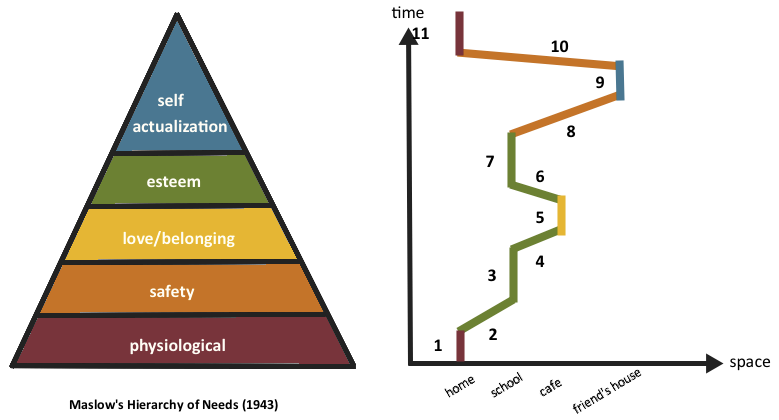 self
actualization
esteem
love/belonging
safety
physiological
Maslow's Hierarchy of Needs (1943)
time
11
10
9
8
7
6
5
4
3
2
1
space
home
school
cafe
friend's house